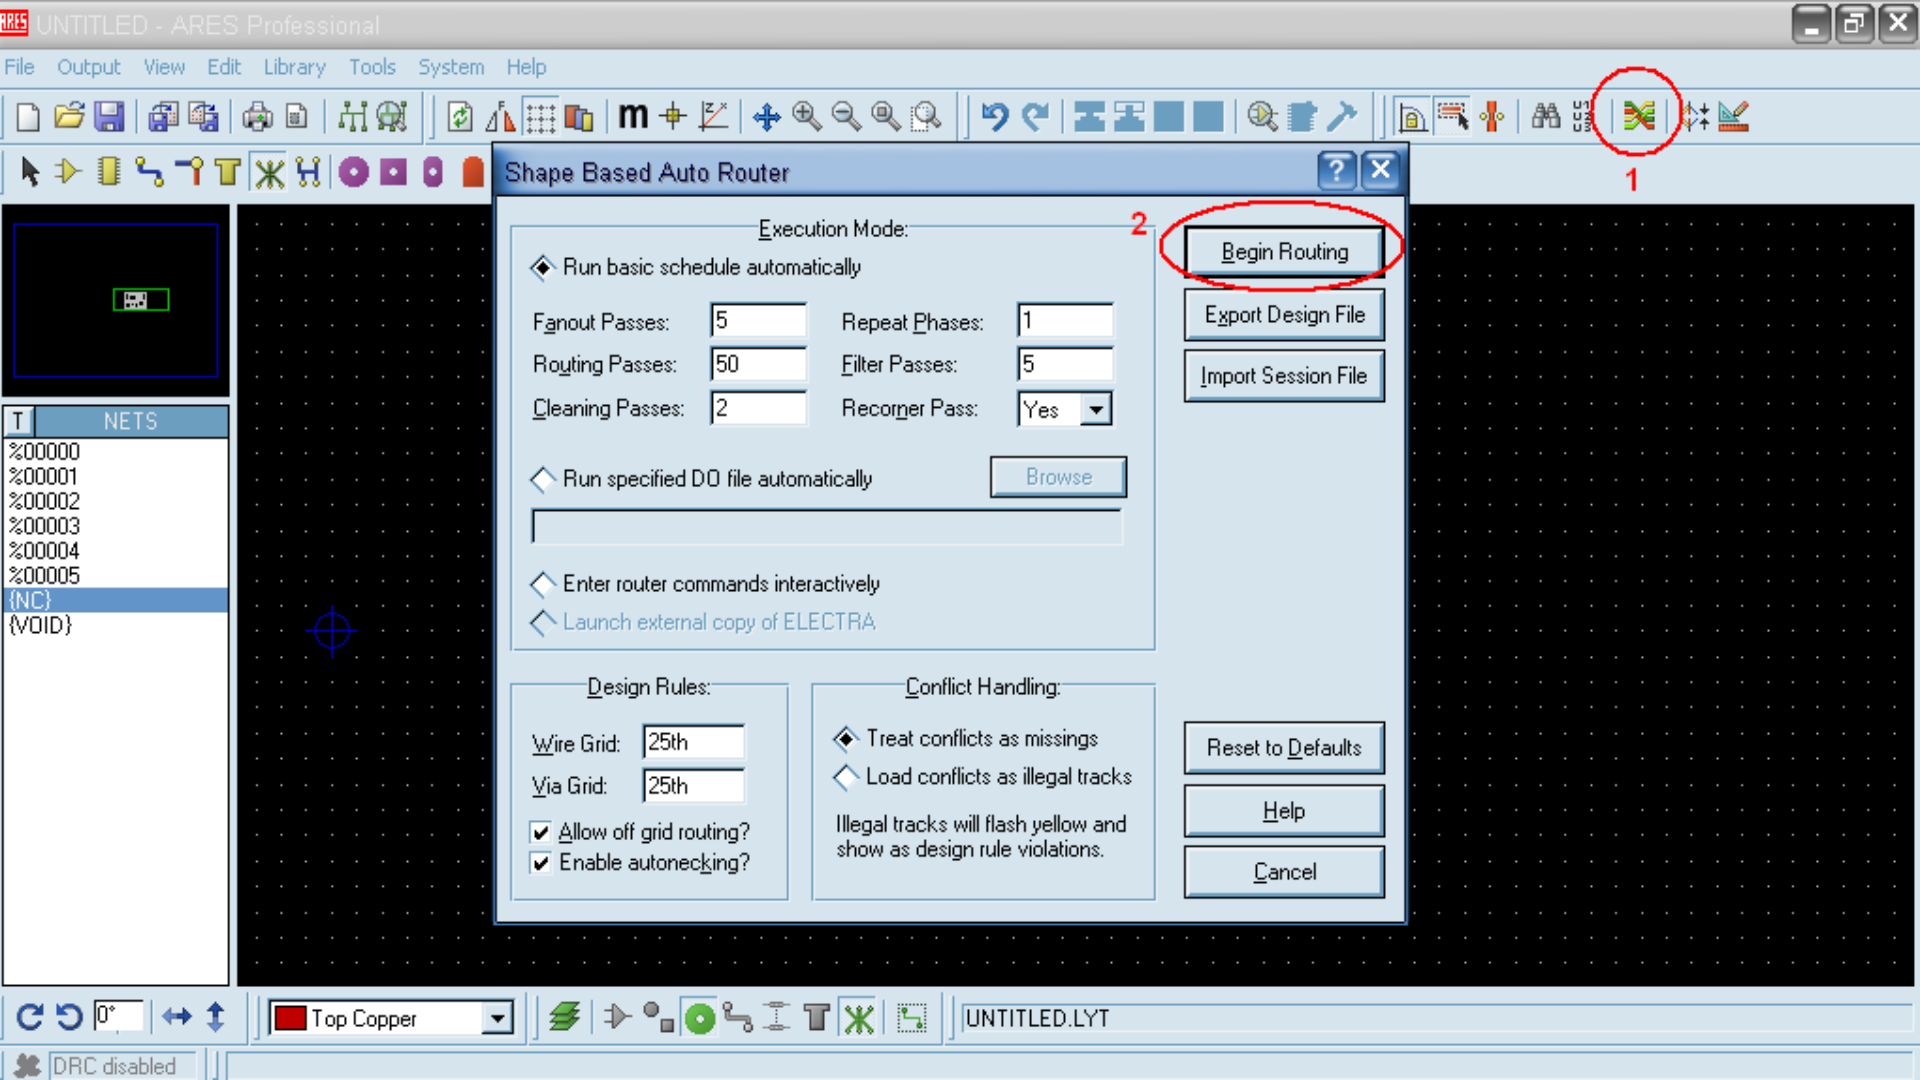 ARES UNTITLED - ARES Professional
File Output View Edit Library Tools System Help
m
1
Shape Based Auto Router
?
2
Execution Mode:
Run basic schedule automatically
Fanout Passes: 5 Repeat Phases: 1
Routing Passes: 50 Filter Passes: 5
Cleaning Passes: 2 Recorner Pass: Yes
Run specified DO file automatically Browse
Enter router commands interactively
Launch external copy of ELECTRA
Begin Routing
Export Design File
Import Session File
T NETS
%00000
%00001
%00002
%00003
%00004
%00005
{NC}
{VOID}
Design Rules:
Wire Grid: 25th
Via Grid: 25th
Allow off grid routing?
Enable autonecking?
Conflict Handling:
Treat conflicts as missings
Load conflicts as illegal tracks
Illegal tracks will flash yellow and
show as design rule violations.
Reset to Defaults
Help
Cancel
0°
Top Copper
UNTITLED.LYT
DRC disabled